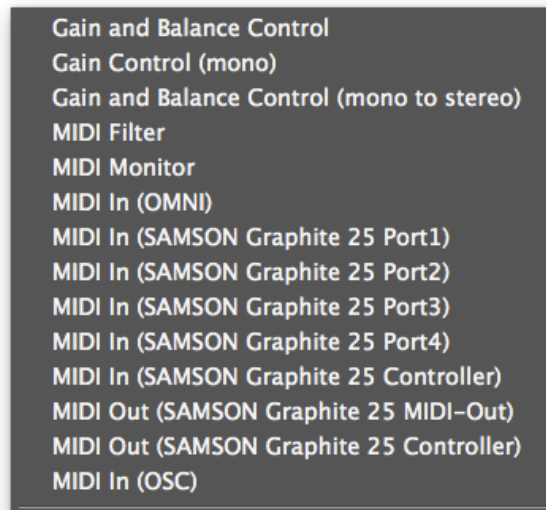 Gain and Balance Control
Gain Control (mono)
Gain and Balance Control (mono to stereo)
MIDI Filter
MIDI Monitor
MIDI In (OMNI)
MIDI In (SAMSON Graphite 25 Port1)
MIDI In (SAMSON Graphite 25 Port2)
MIDI In (SAMSON Graphite 25 Port3)
MIDI In (SAMSON Graphite 25 Port4)
MIDI In (SAMSON Graphite 25 Controller)
MIDI Out (SAMSON Graphite 25 MIDI-Out)
MIDI Out (SAMSON Graphite 25 Controller)
MIDI In (OSC)